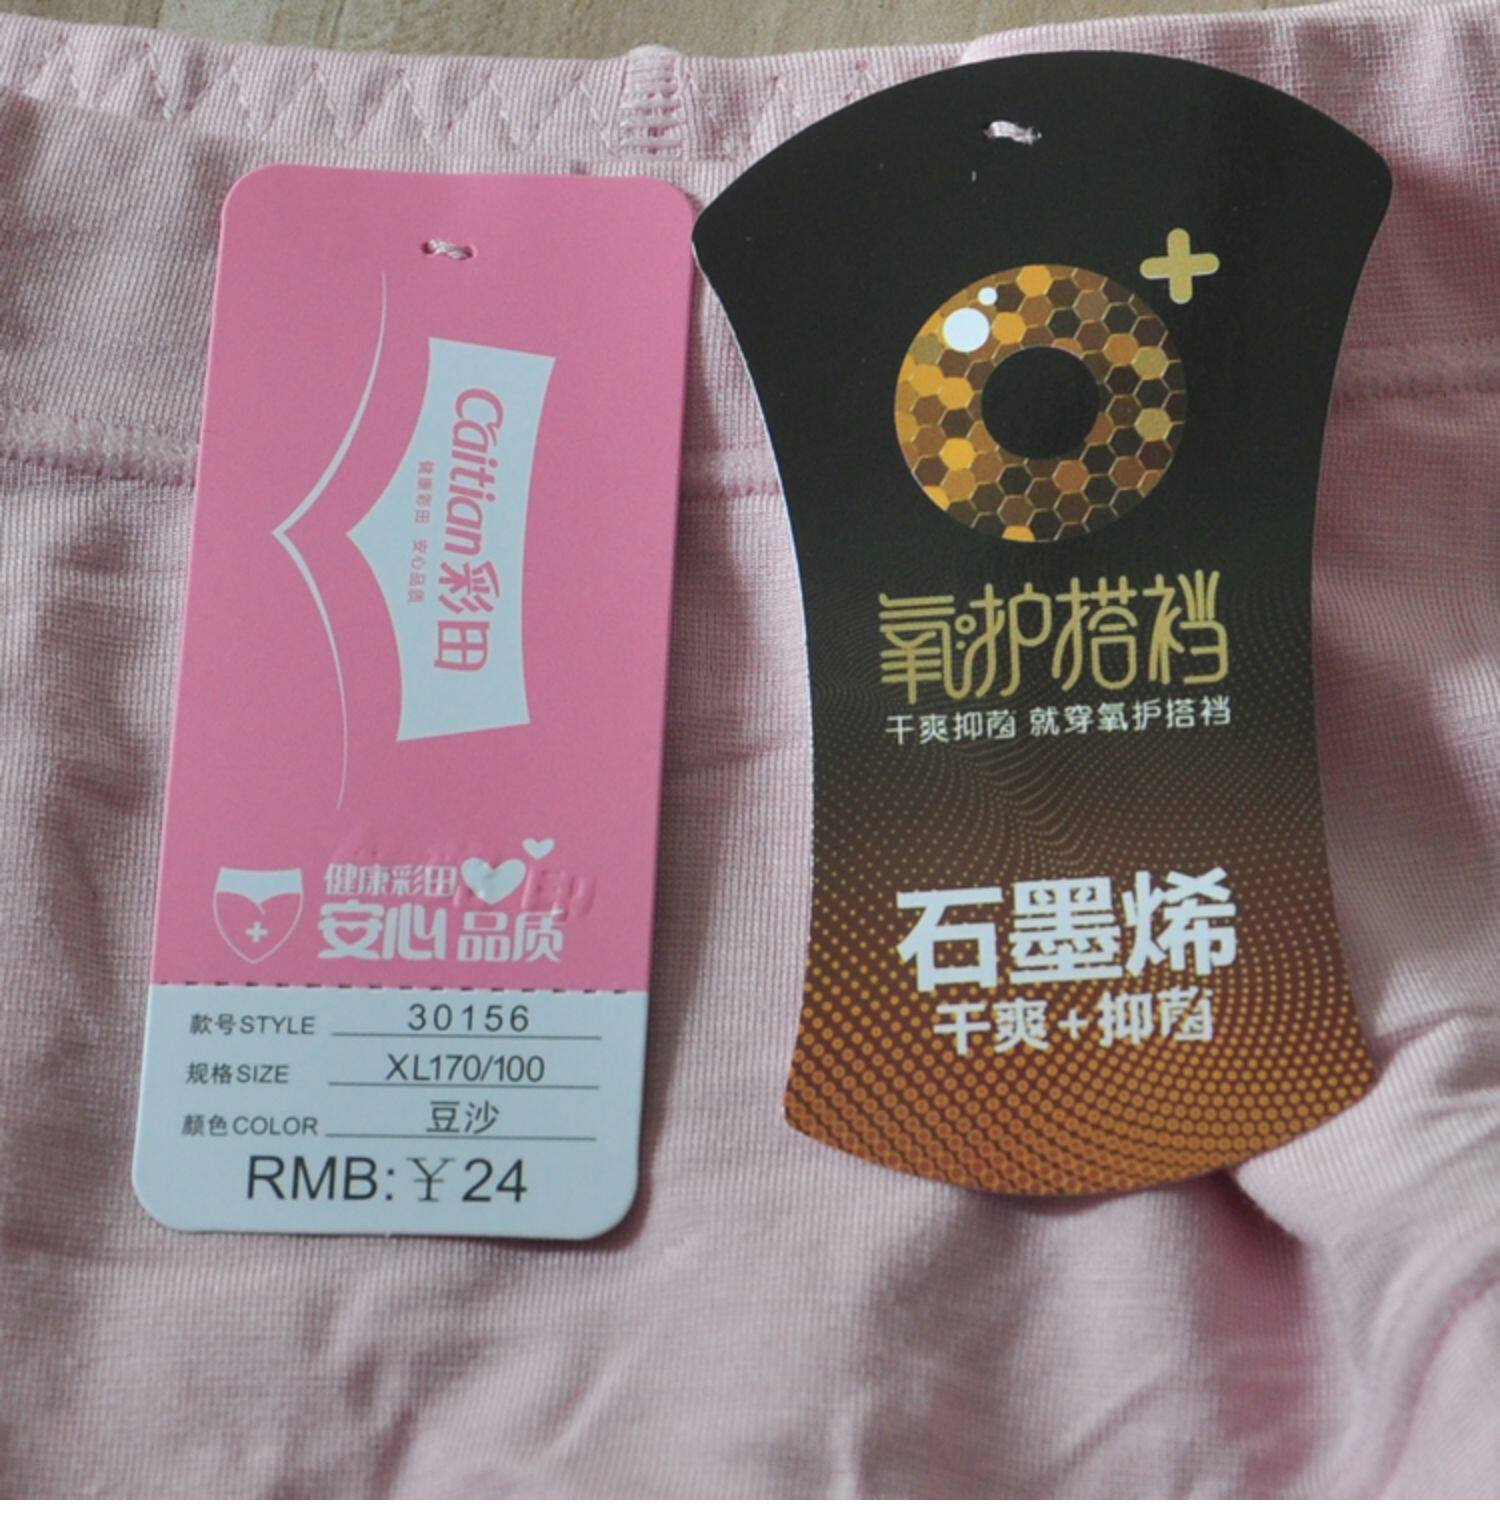 Caitian彩田
健康彩田 安心品质
健康彩田
安心品质
款号STYLE 30156
规格SIZE XL170/100
颜色COLOR 豆沙
RMB:￥24
氧护搭裆
干爽抑菌 就穿氧护搭裆
石墨烯
干爽+抑菌